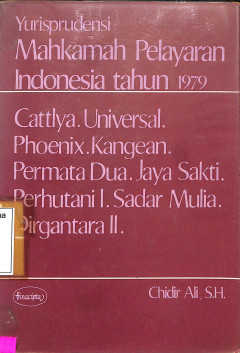 Yurisprudensi
Mahkamah Pelayaran
Indonesia tahun 1979
Cattlya. Universal.
Phoenix. Kangean.
Permata Dua. Jaya Sakti.
Perhutani I. Sadar Mulia.
Dirgantara II.
Binacipta
Chidir Ali, S.H.